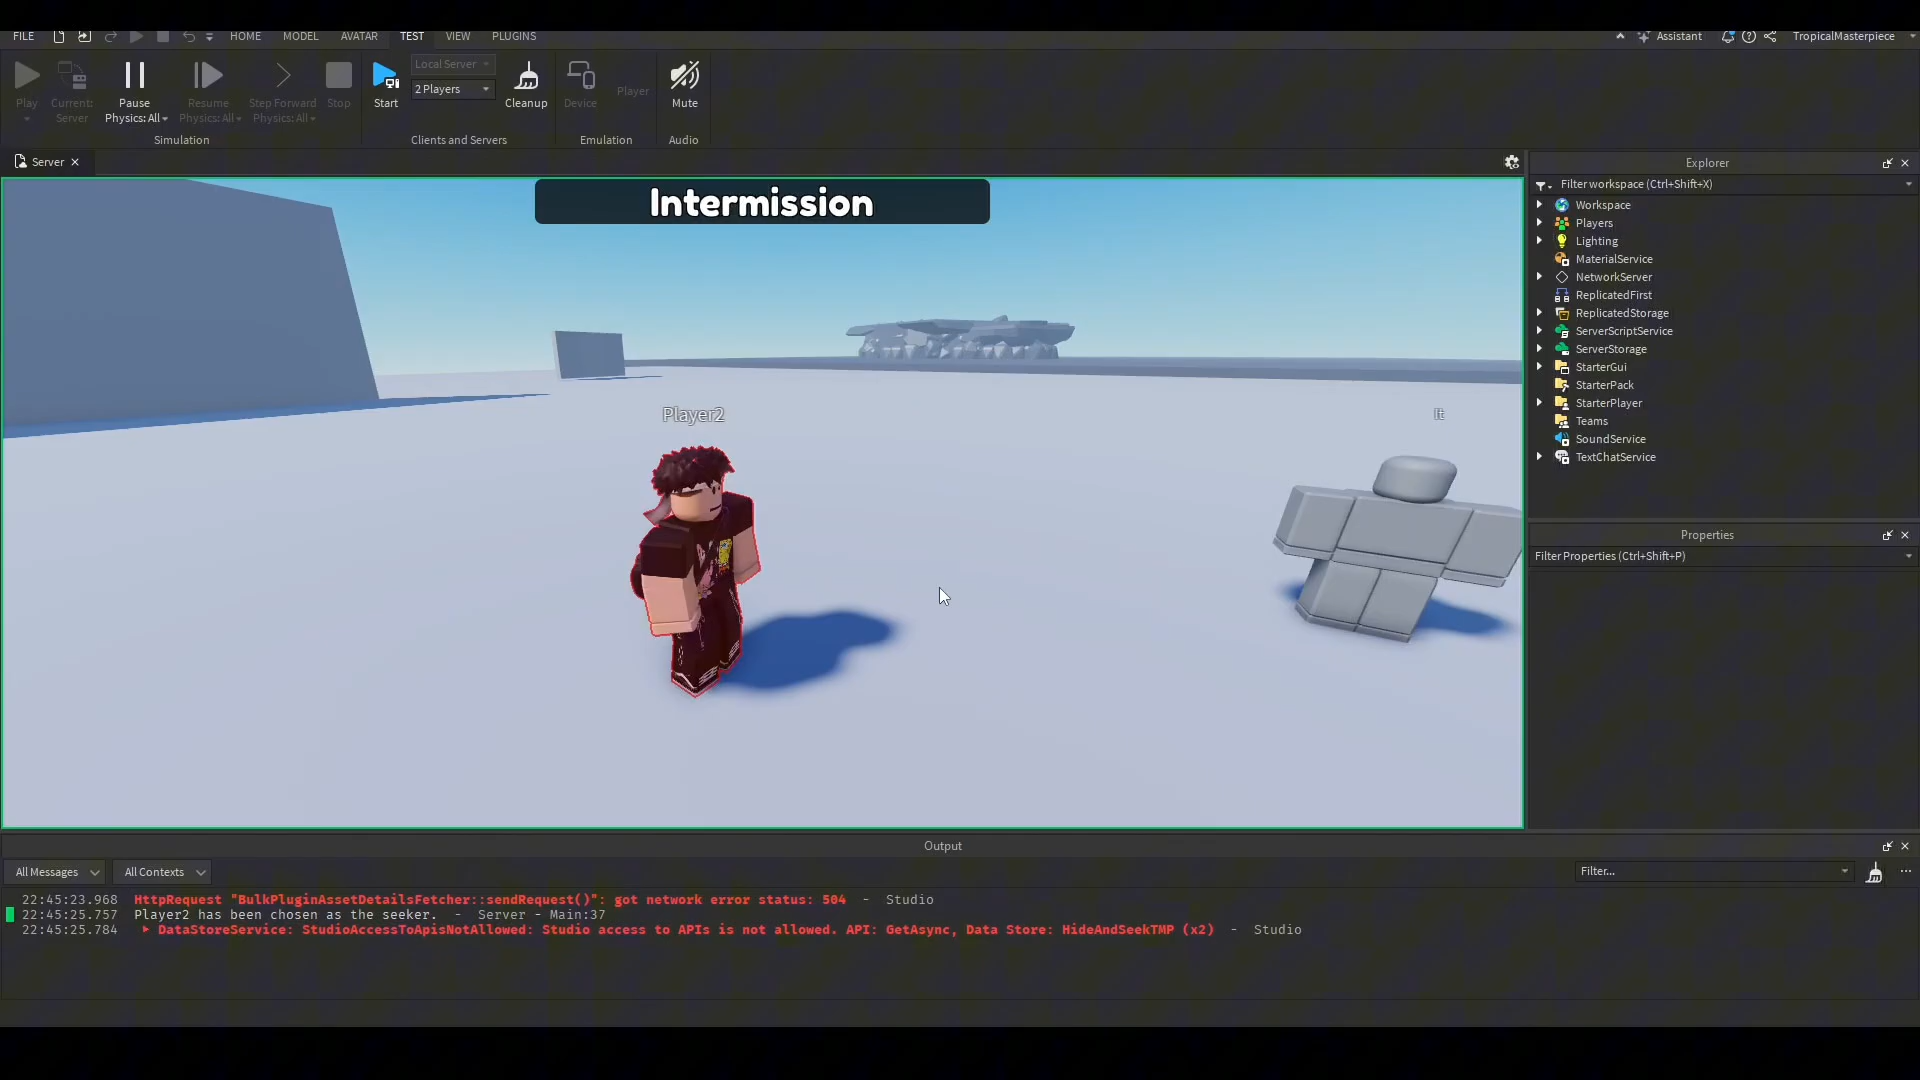 FILE HOME MODEL AVATAR TEST VIEW PLUGINS Assistant TropicalMasterpiece
Local Server
2 Players
Play Current: Server Pause Physics: All Resume Physics: All Step Forward Physics: All Stop Start Cleanup Device Player Mute
Simulation Clients and Servers Emulation Audio
Server
Intermission
Player2
It
Explorer
Filter workspace (Ctrl+Shift+X)
Workspace
Players
Lighting
MaterialService
NetworkServer
ReplicatedFirst
ReplicatedStorage
ServerScriptService
ServerStorage
StarterGui
StarterPack
StarterPlayer
Teams
SoundService
TextChatService
Properties
Filter Properties (Ctrl+Shift+P)
Output
All Messages All Contexts Filter...
22:45:23.968 HttpRequest "BulkPluginAssetDetailsFetcher::sendRequest()": got network error status: 504 - Studio
22:45:25.757 Player2 has been chosen as the seeker. - Server - Main:37
22:45:25.784 DataStoreService: StudioAccessToApisNotAllowed: Studio access to APIs is not allowed. API: GetAsync, Data Store: HideAndSeekTMP (x2) - Studio